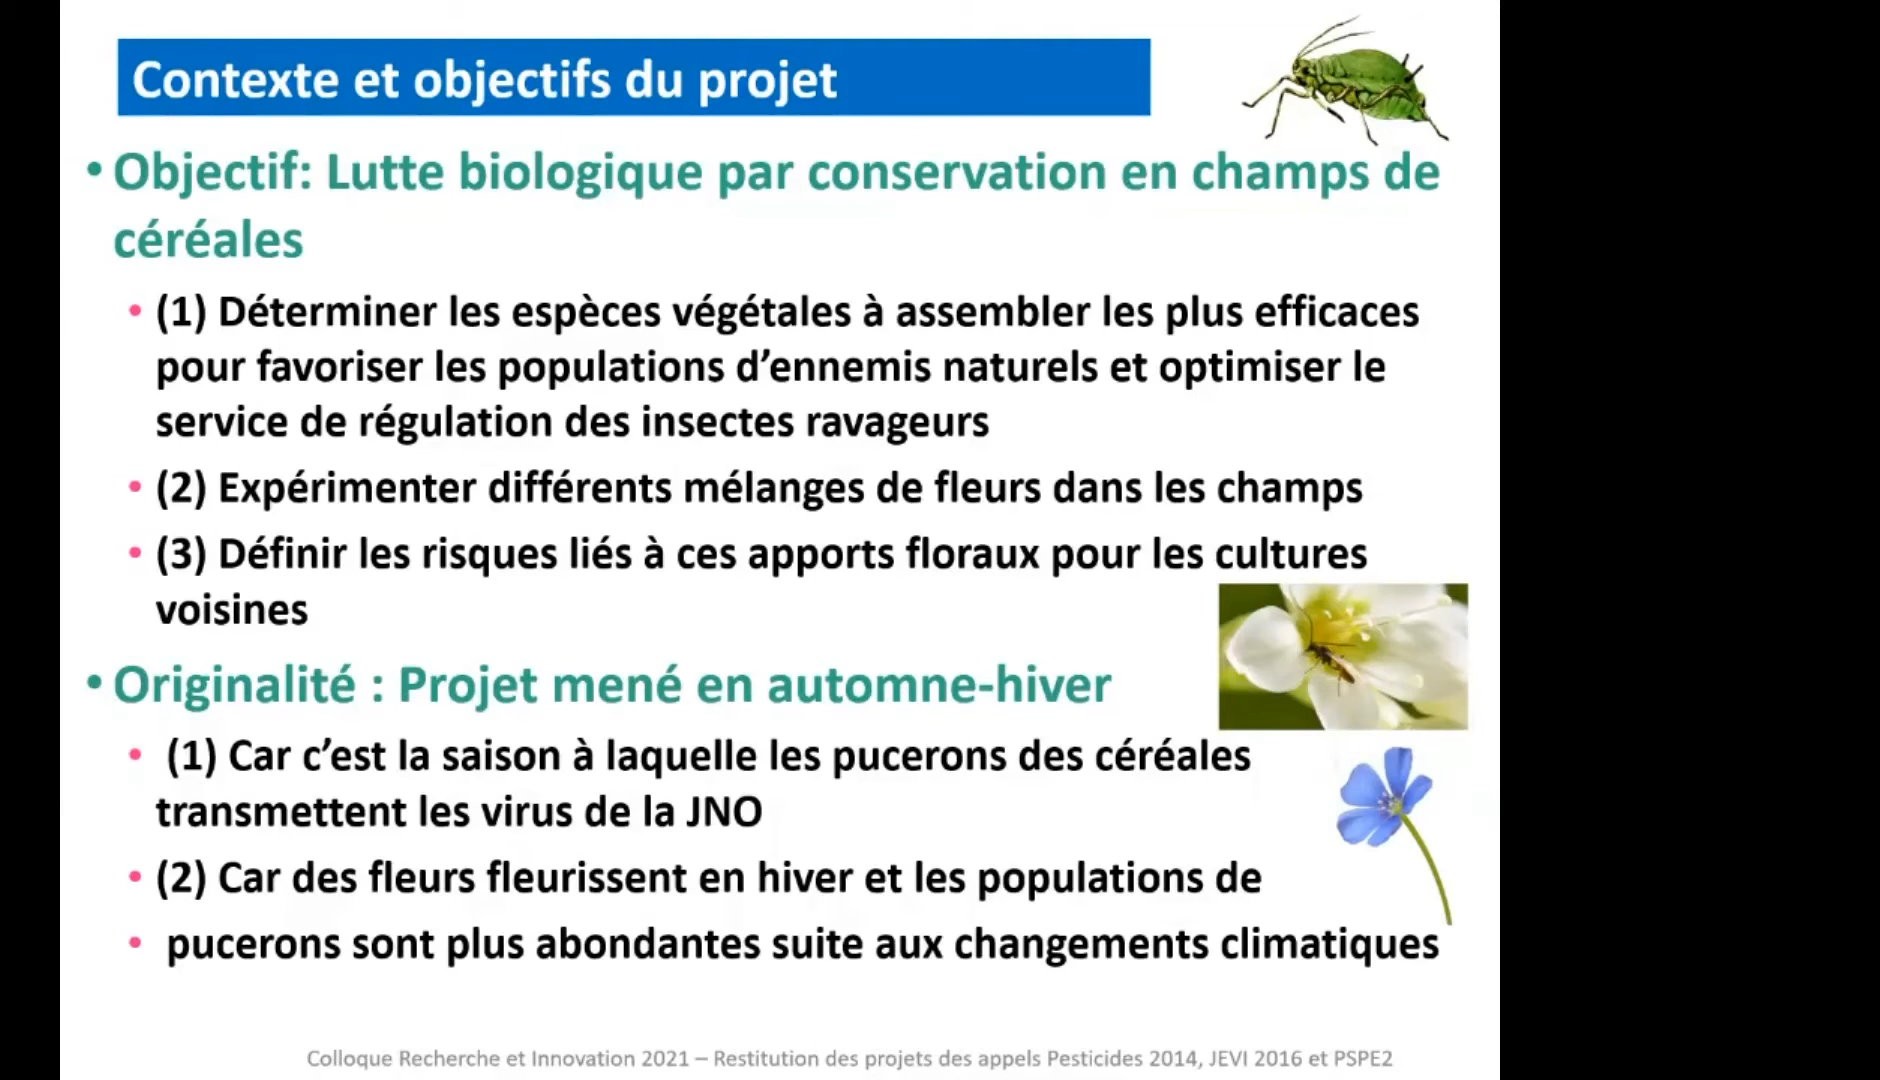 Contexte et objectifs du projet
• Objectif: Lutte biologique par conservation en champs de
céréales
• (1) Déterminer les espèces végétales à assembler les plus efficaces
pour favoriser les populations d’ennemis naturels et optimiser le
service de régulation des insectes ravageurs
• (2) Expérimenter différents mélanges de fleurs dans les champs
• (3) Définir les risques liés à ces apports floraux pour les cultures
voisines
• Originalité : Projet mené en automne-hiver
• (1) Car c’est la saison à laquelle les pucerons des céréales
transmettent les virus de la JNO
• (2) Car des fleurs fleurissent en hiver et les populations de
• pucerons sont plus abondantes suite aux changements climatiques
Colloque Recherche et Innovation 2021 – Restitution des projets des appels Pesticides 2014, JEVI 2016 et PSPE2